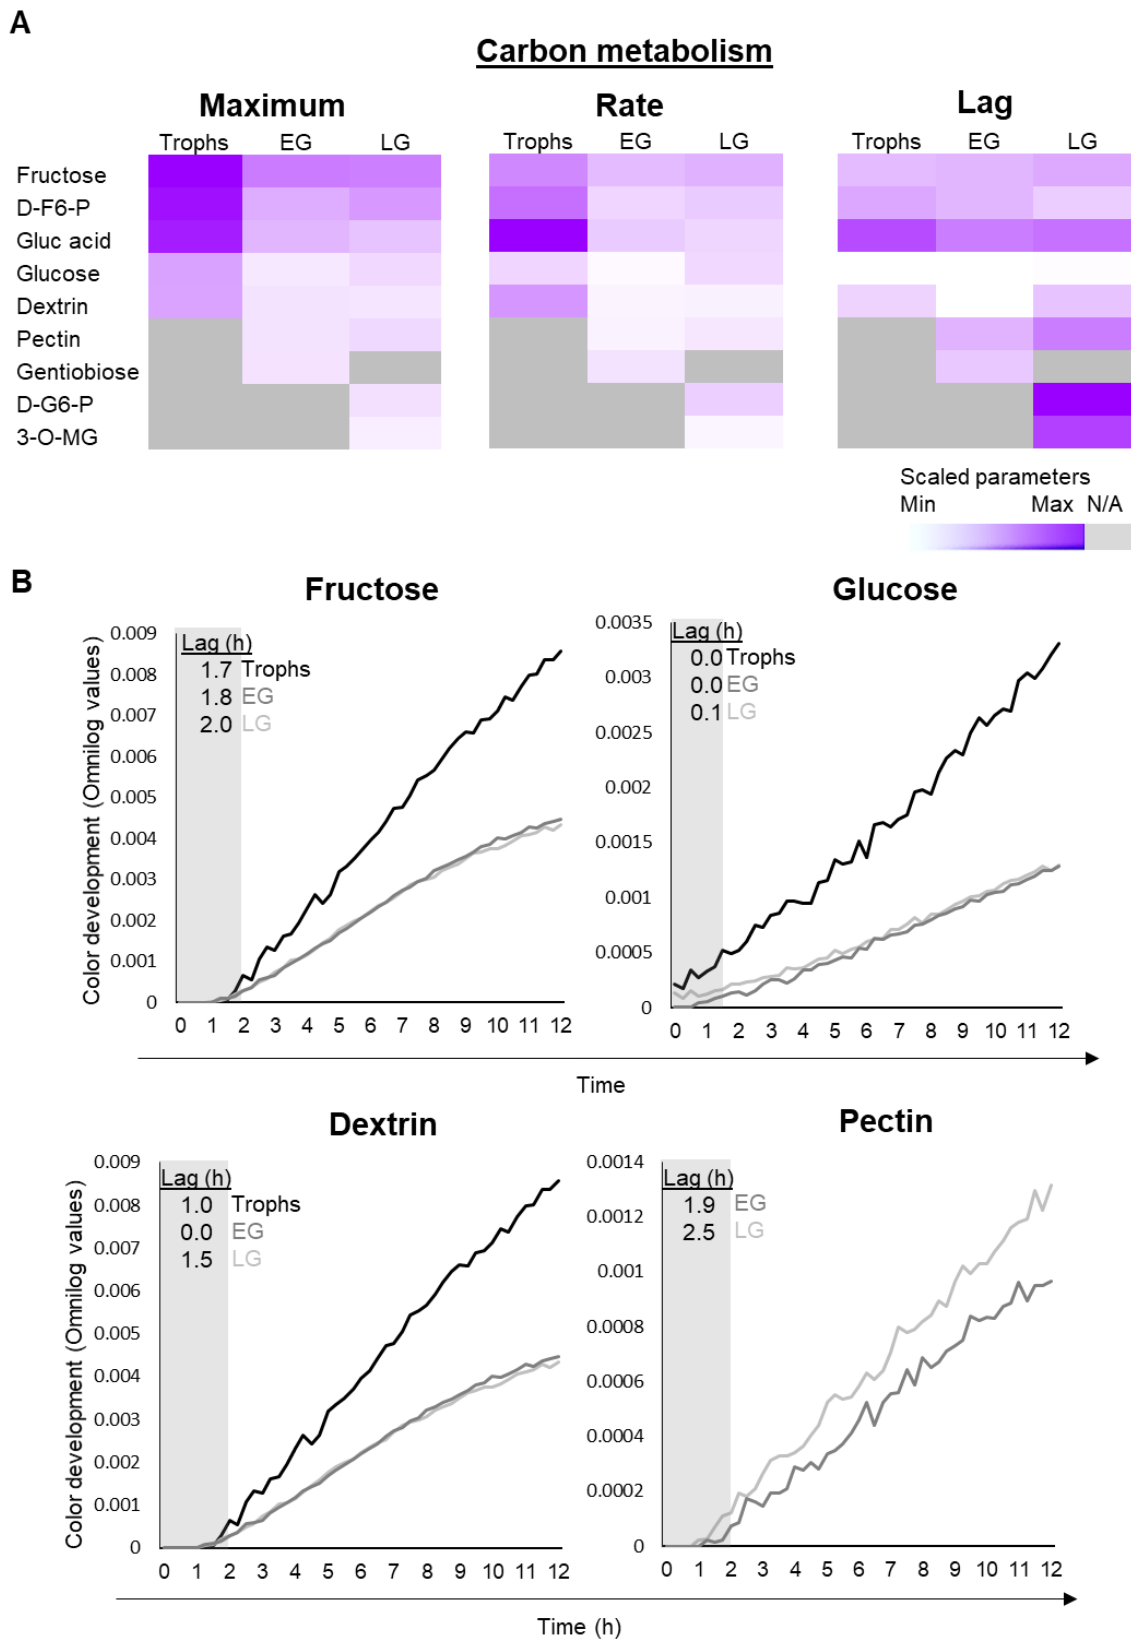 A
Carbon metabolism
Maximum Rate Lag
Trophs EG LG Trophs EG LG Trophs EG LG
Fructose
D-F6-P
Gluc acid
Glucose
Dextrin
Pectin
Gentiobiose
D-G6-P
3-O-MG
Scaled parameters
Min Max N/A
B
Fructose
Color development (Omnilog values)
0.009
0.008
0.007
0.006
0.005
0.004
0.003
0.002
0.001
0
Lag (h)
1.7 Trophs
1.8 EG
2.0 LG
0 1 2 3 4 5 6 7 8 9 10 11 12
Glucose
0.0035
0.003
0.0025
0.002
0.0015
0.001
0.0005
0
Lag (h)
0.0 Trophs
0.0 EG
0.1 LG
0 1 2 3 4 5 6 7 8 9 10 11 12
Time
Dextrin
Color development (Omnilog values)
0.009
0.008
0.007
0.006
0.005
0.004
0.003
0.002
0.001
0
Lag (h)
1.0 Trophs
0.0 EG
1.5 LG
0 1 2 3 4 5 6 7 8 9 10 11 12
Pectin
0.0014
0.0012
0.001
0.0008
0.0006
0.0004
0.0002
0
Lag (h)
1.9 EG
2.5 LG
0 1 2 3 4 5 6 7 8 9 10 11 12
Time (h)